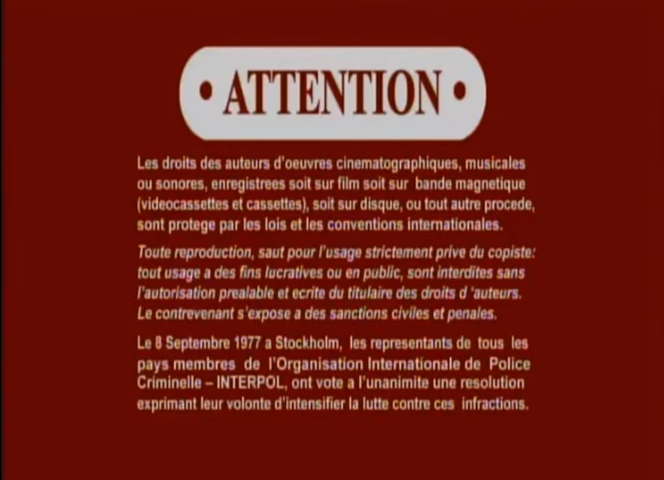 • ATTENTION •
Les droits des auteurs d'oeuvres cinematographiques, musicales
ou sonores, enregistrees soit sur film soit sur bande magnetique
(videocassettes et cassettes), soit sur disque, ou tout autre procede,
sont protege par les lois et les conventions internationales.
Toute reproduction, saut pour l'usage strictement prive du copiste:
tout usage a des fins lucratives ou en public, sont interdites sans
l'autorisation prealable et ecrite du titulaire des droits d 'auteurs.
Le contrevenant s'expose a des sanctions civiles et penales.
Le 8 Septembre 1977 a Stockholm, les representants de tous les
pays membres de l'Organisation Internationale de Police
Criminelle – INTERPOL, ont vote a l'unanimite une resolution
exprimant leur volonte d'intensifier la lutte contre ces infractions.